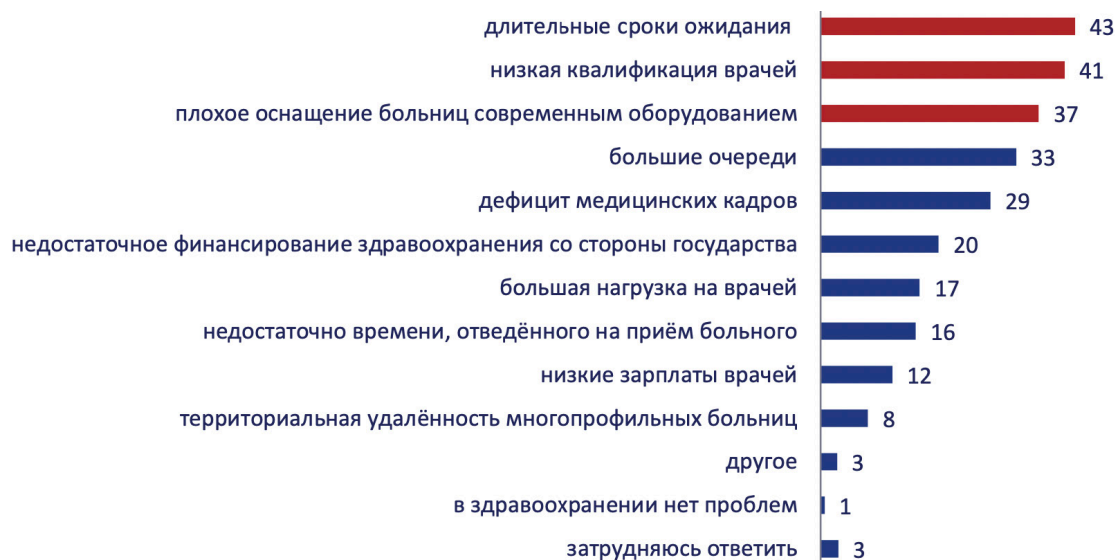 длительные сроки ожидания 43
низкая квалификация врачей 41
плохое оснащение больниц современным оборудованием 37
большие очереди 33
дефицит медицинских кадров 29
недостаточное финансирование здравоохранения со стороны государства 20
большая нагрузка на врачей 17
недостаточно времени, отведённого на приём больного 16
низкие зарплаты врачей 12
территориальная удалённость многопрофильных больниц 8
другое 3
в здравоохранении нет проблем 1
затрудняюсь ответить 3